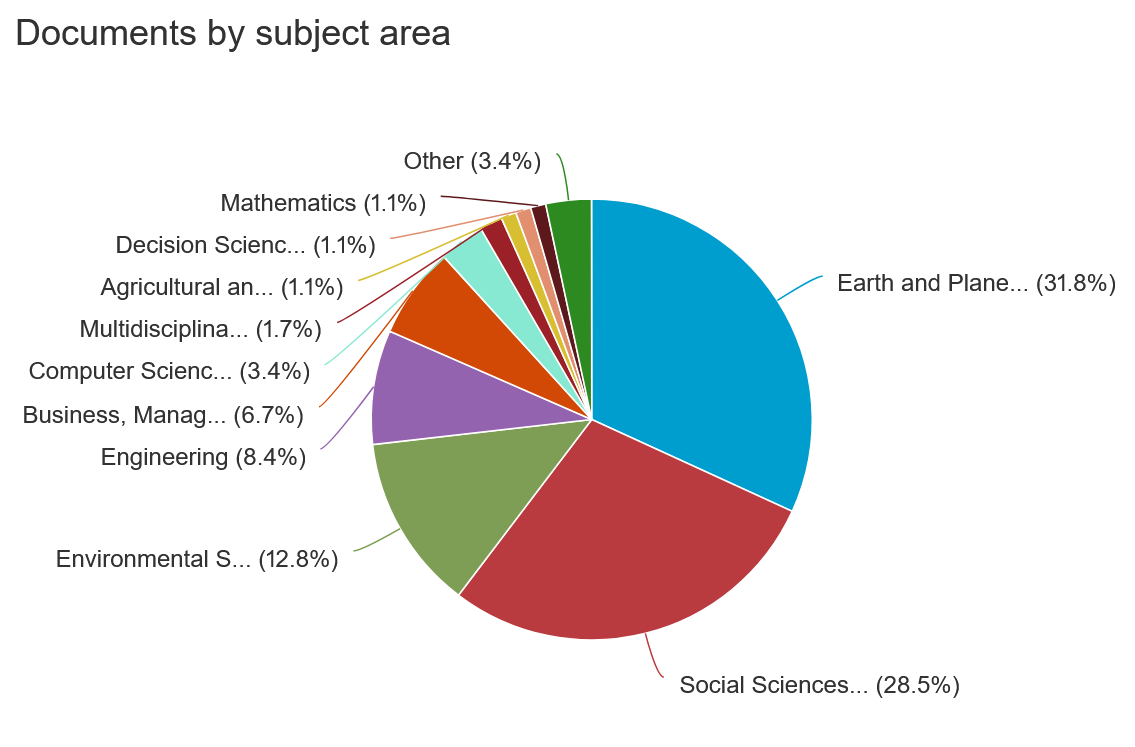 Documents by subject area
Other (3.4%)
Mathematics (1.1%)
Decision Scienc... (1.1%)
Agricultural an... (1.1%)
Multidisciplina... (1.7%)
Computer Scienc... (3.4%)
Business, Manag... (6.7%)
Engineering (8.4%)
Environmental S... (12.8%)
Earth and Plane... (31.8%)
Social Sciences... (28.5%)